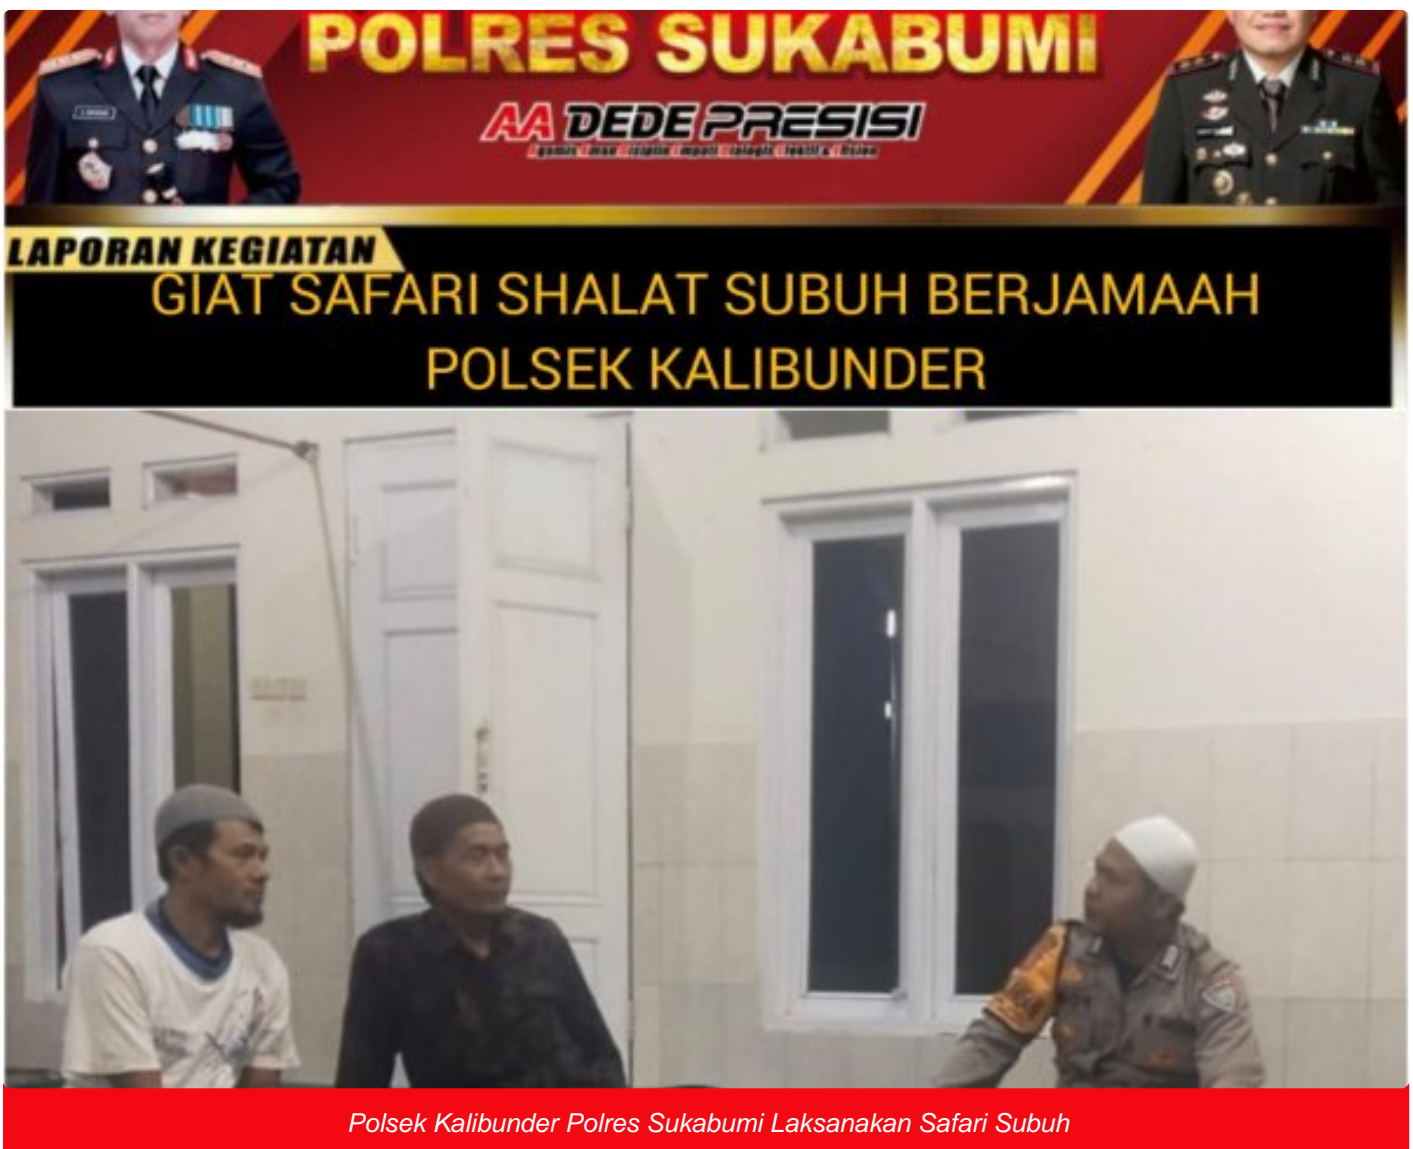 POLRES SUKABUMI
AA DEDE PRESISI
LAPORAN KEGIATAN
GIAT SAFARI SHALAT SUBUH BERJAMAAH
POLSEK KALIBUNDER
Polsek Kalibunder Polres Sukabumi Laksanakan Safari Subuh